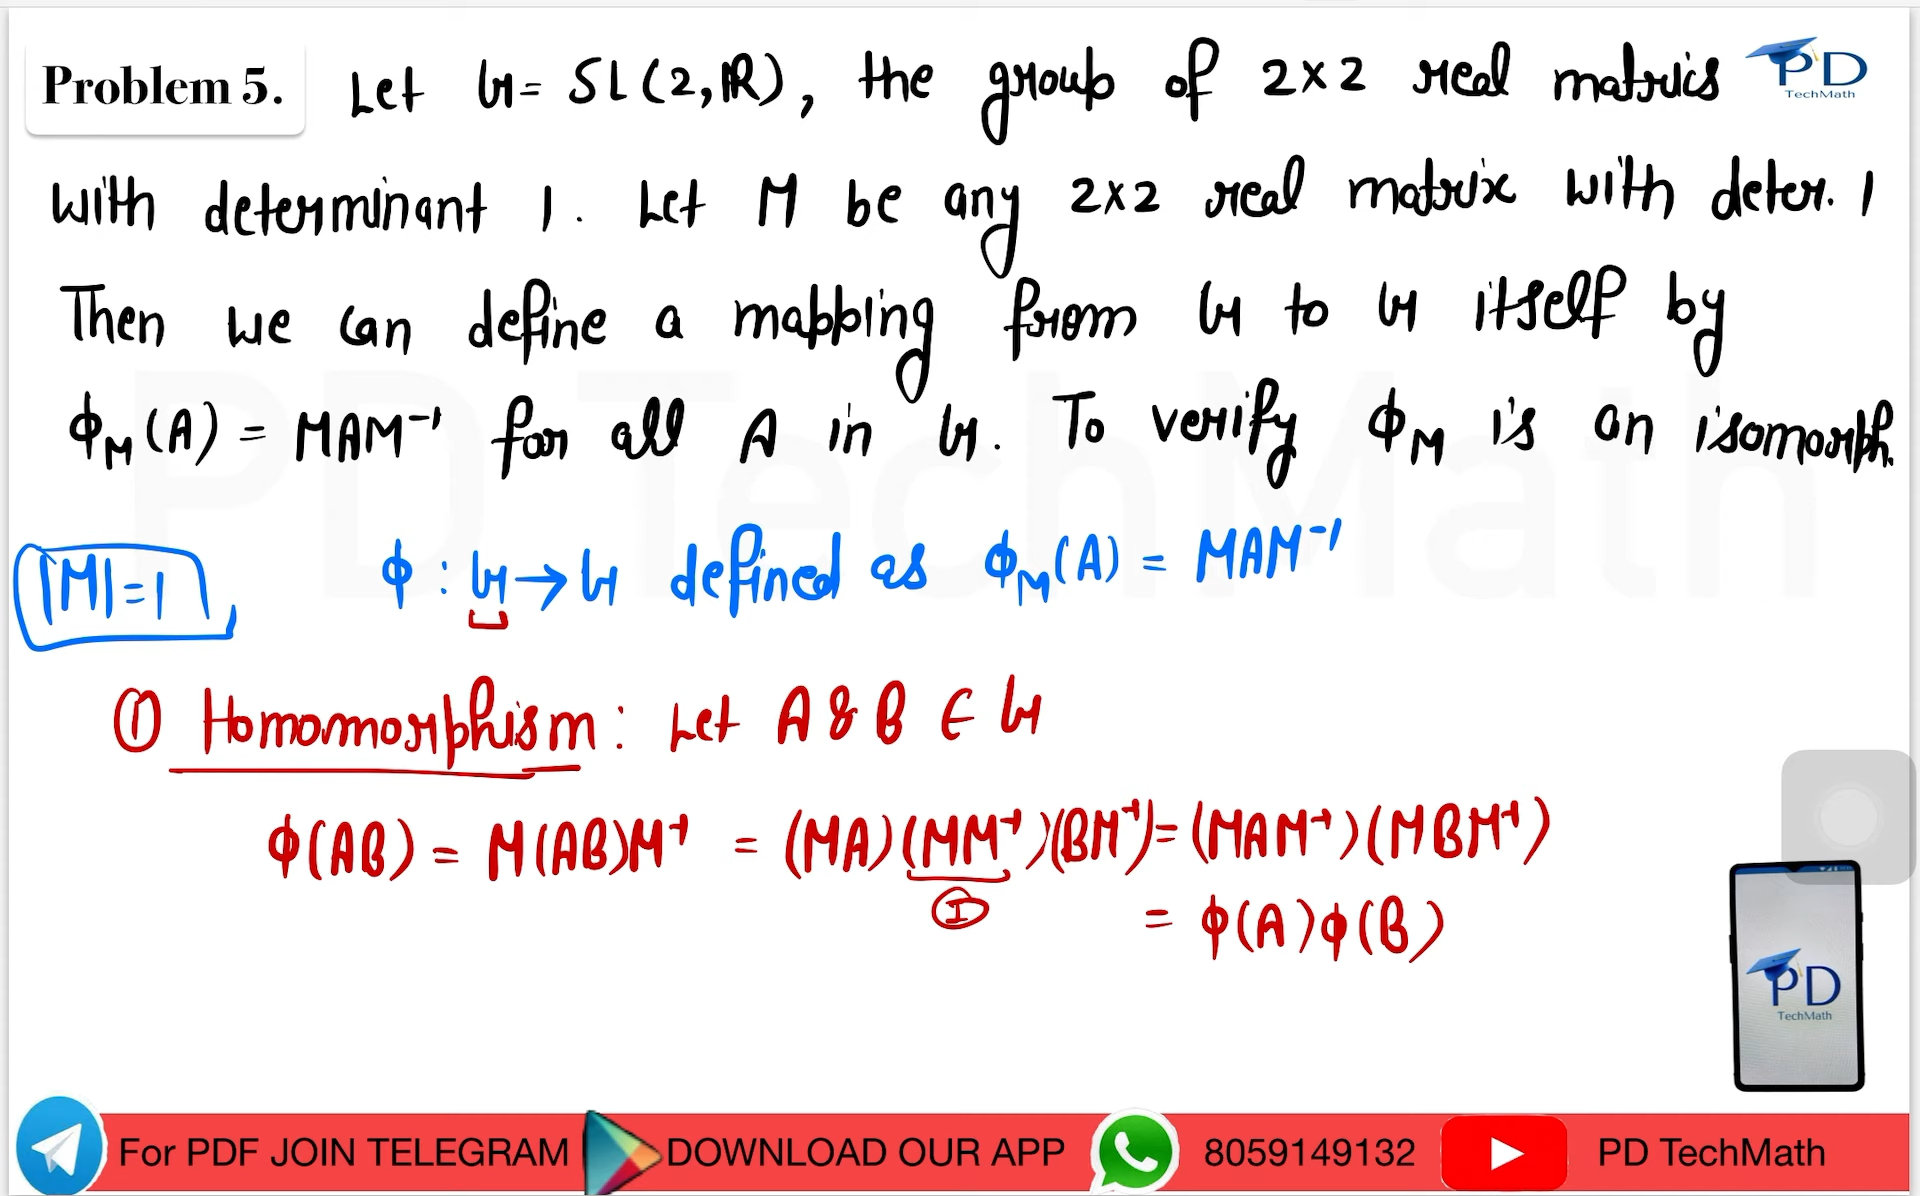 Problem 5. Let G = SL(2,ℝ), the group of 2×2 real matrics
PD
TechMath
with determinant 1. Let M be any 2×2 real matrix with deter. 1
Then we can define a mapping from G to G itself by
ϕ_M(A) = MAM⁻¹ for all A in G. To verify ϕ_M is an isomorph.
|M|=1 ϕ : G → G defined as ϕ_M(A) = MAM⁻¹
① Homomorphism : Let A & B ∈ G
ϕ(AB) = M(AB)M⁻¹ = (MA)(MM⁻¹)(BM⁻¹) = (MAM⁻¹)(MBM⁻¹)
I
= ϕ(A)ϕ(B)
PD
TechMath
PD TechMath
For PDF JOIN TELEGRAM DOWNLOAD OUR APP 8059149132 PD TechMath